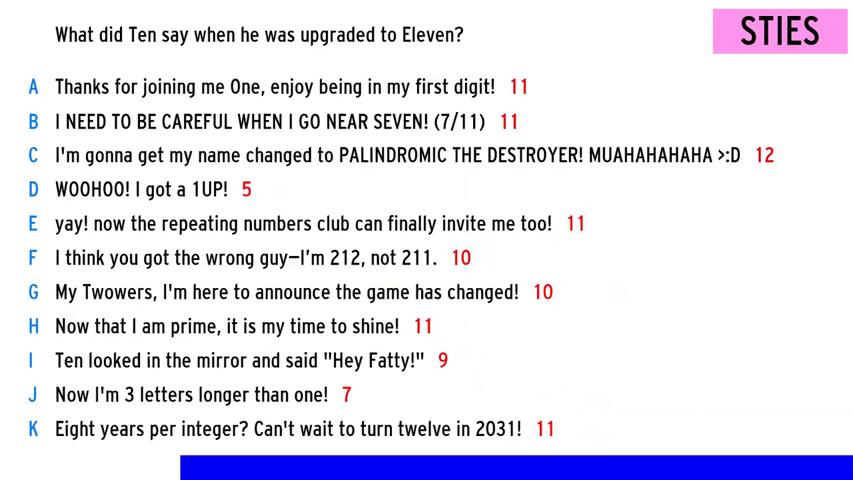 What did Ten say when he was upgraded to Eleven?
STIES
A Thanks for joining me One, enjoy being in my first digit! 11
B I NEED TO BE CAREFUL WHEN I GO NEAR SEVEN! (7/11) 11
C I'm gonna get my name changed to PALINDROMIC THE DESTROYER! MUAHAHAHAHA >:D 12
D WOOHOO! I got a 1UP! 5
E yay! now the repeating numbers club can finally invite me too! 11
F I think you got the wrong guy—I'm 212, not 211. 10
G My Twowers, I'm here to announce the game has changed! 10
H Now that I am prime, it is my time to shine! 11
I Ten looked in the mirror and said "Hey Fatty!" 9
J Now I'm 3 letters longer than one! 7
K Eight years per integer? Can't wait to turn twelve in 2031! 11